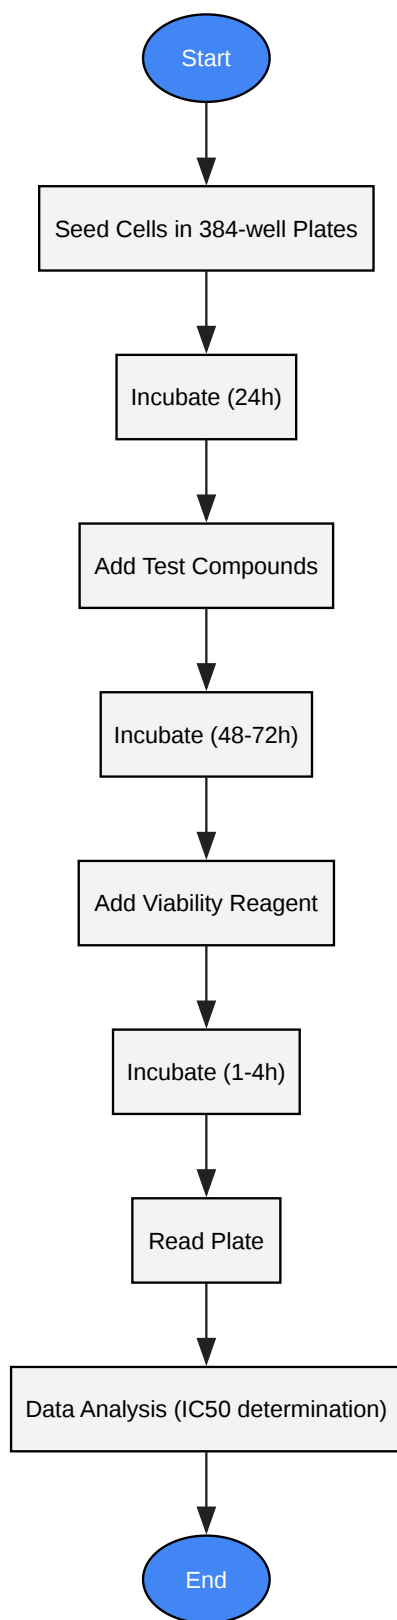 Start
Seed Cells in 384-well Plates
Incubate (24h)
Add Test Compounds
Incubate (48-72h)
Add Viability Reagent
Incubate (1-4h)
Read Plate
Data Analysis (IC50 determination)
End